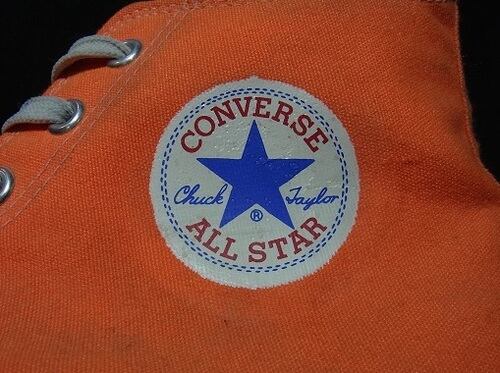 CONVERSE
Chuck Taylor
®
ALL STAR